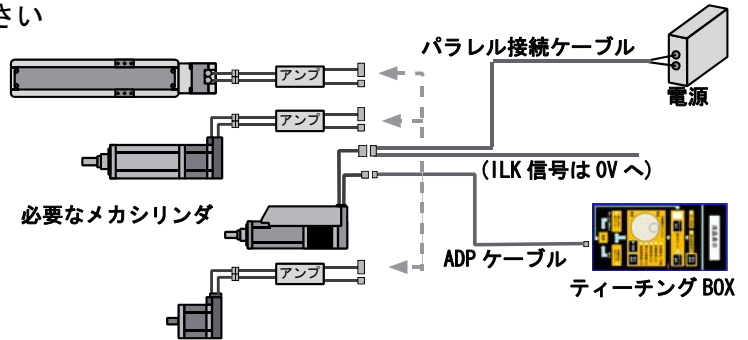 さい
パラレル接続ケーブル
アンプ
電源
アンプ
(ILK 信号は 0V へ)
必要なメカシリンダ
ADP ケーブル
アンプ
ティーチング BOX